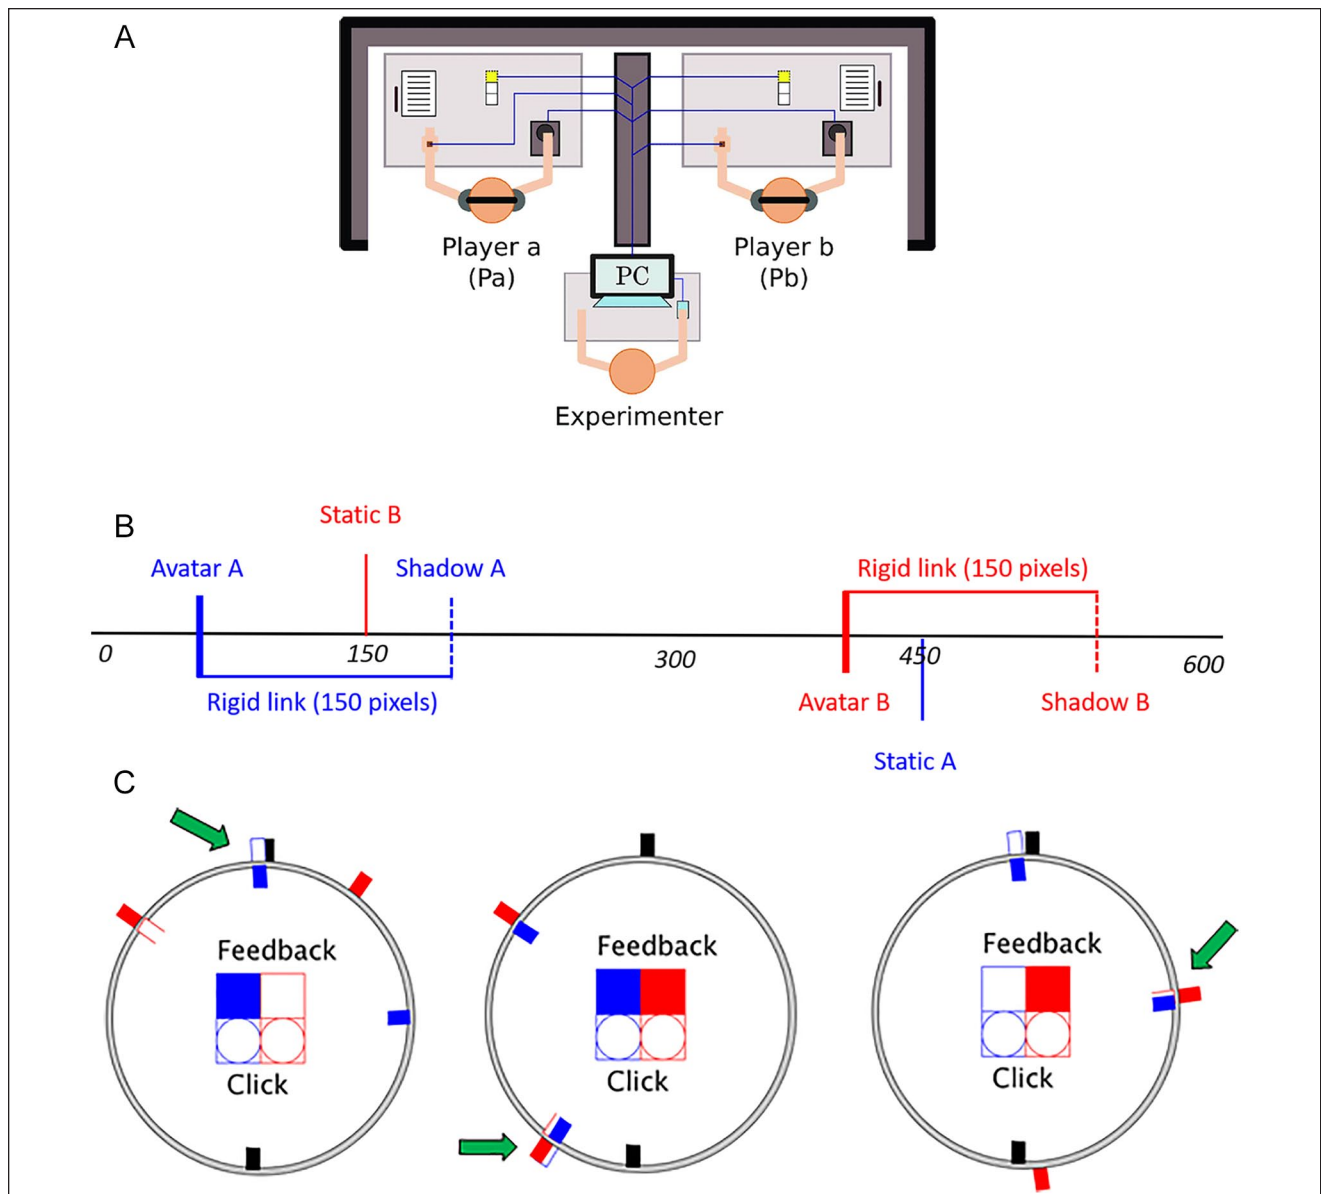 A
Player a
(Pa)
Player b
(Pb)
PC
Experimenter
B
Static B
Avatar A
Shadow A
Rigid link (150 pixels)
0
150
300
450
600
Rigid link (150 pixels)
Avatar B
Shadow B
Static A
C
Feedback
Click
Feedback
Click
Feedback
Click